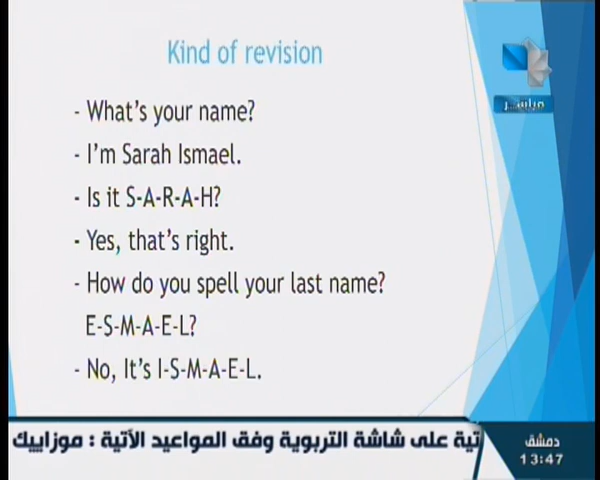 Kind of revision
مباشر
- What's your name?
- I'm Sarah Ismael.
- Is it S-A-R-A-H?
- Yes, that's right.
- How do you spell your last name?
E-S-M-A-E-L?
- No, It's I-S-M-A-E-L.
تية على شاشة التربوية وفق المواعيد الآتية : موزاييك
دمشق
13:47